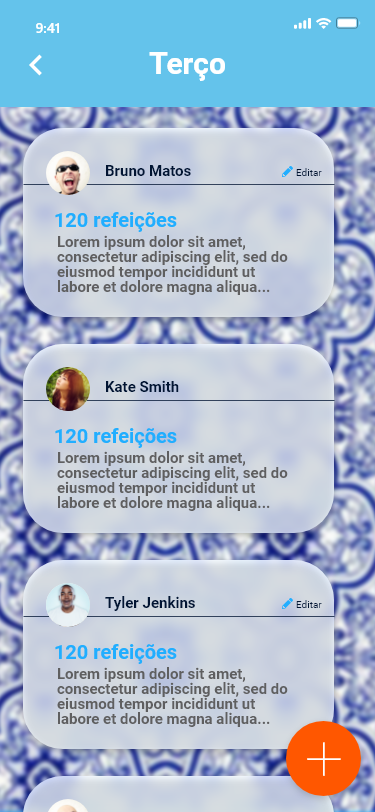 9:41
Terço
Bruno Matos
Editar
120 refeições
Lorem ipsum dolor sit amet,
consectetur adipiscing elit, sed do
eiusmod tempor incididunt ut
labore et dolore magna aliqua...
Kate Smith
120 refeições
Lorem ipsum dolor sit amet,
consectetur adipiscing elit, sed do
eiusmod tempor incididunt ut
labore et dolore magna aliqua...
Tyler Jenkins
Editar
120 refeições
Lorem ipsum dolor sit amet,
consectetur adipiscing elit, sed do
eiusmod tempor incididunt ut
labore et dolore magna aliqua...